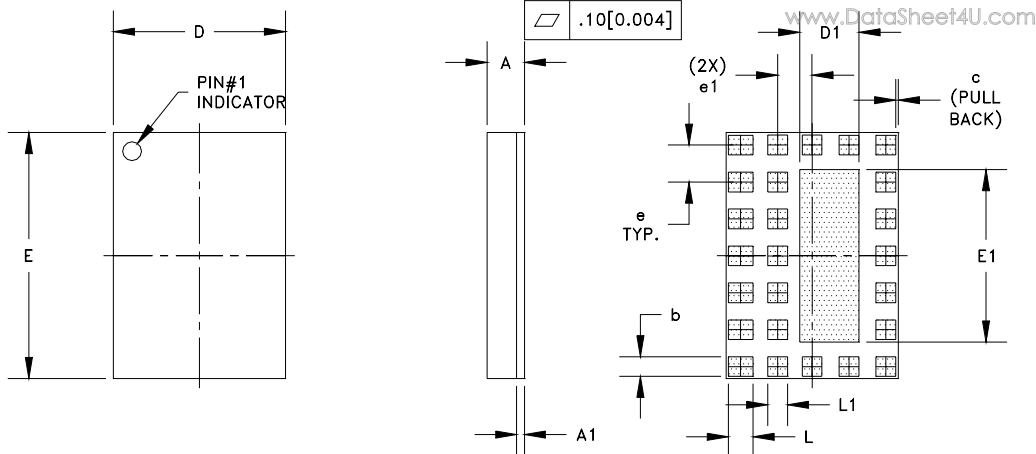 www.DataSheet4U.com
.10[0.004]
D
D1
A
(2X)
e1
c
(PULL
BACK)
PIN#1
INDICATOR
e
TYP.
E
E1
b
L1
A1
L